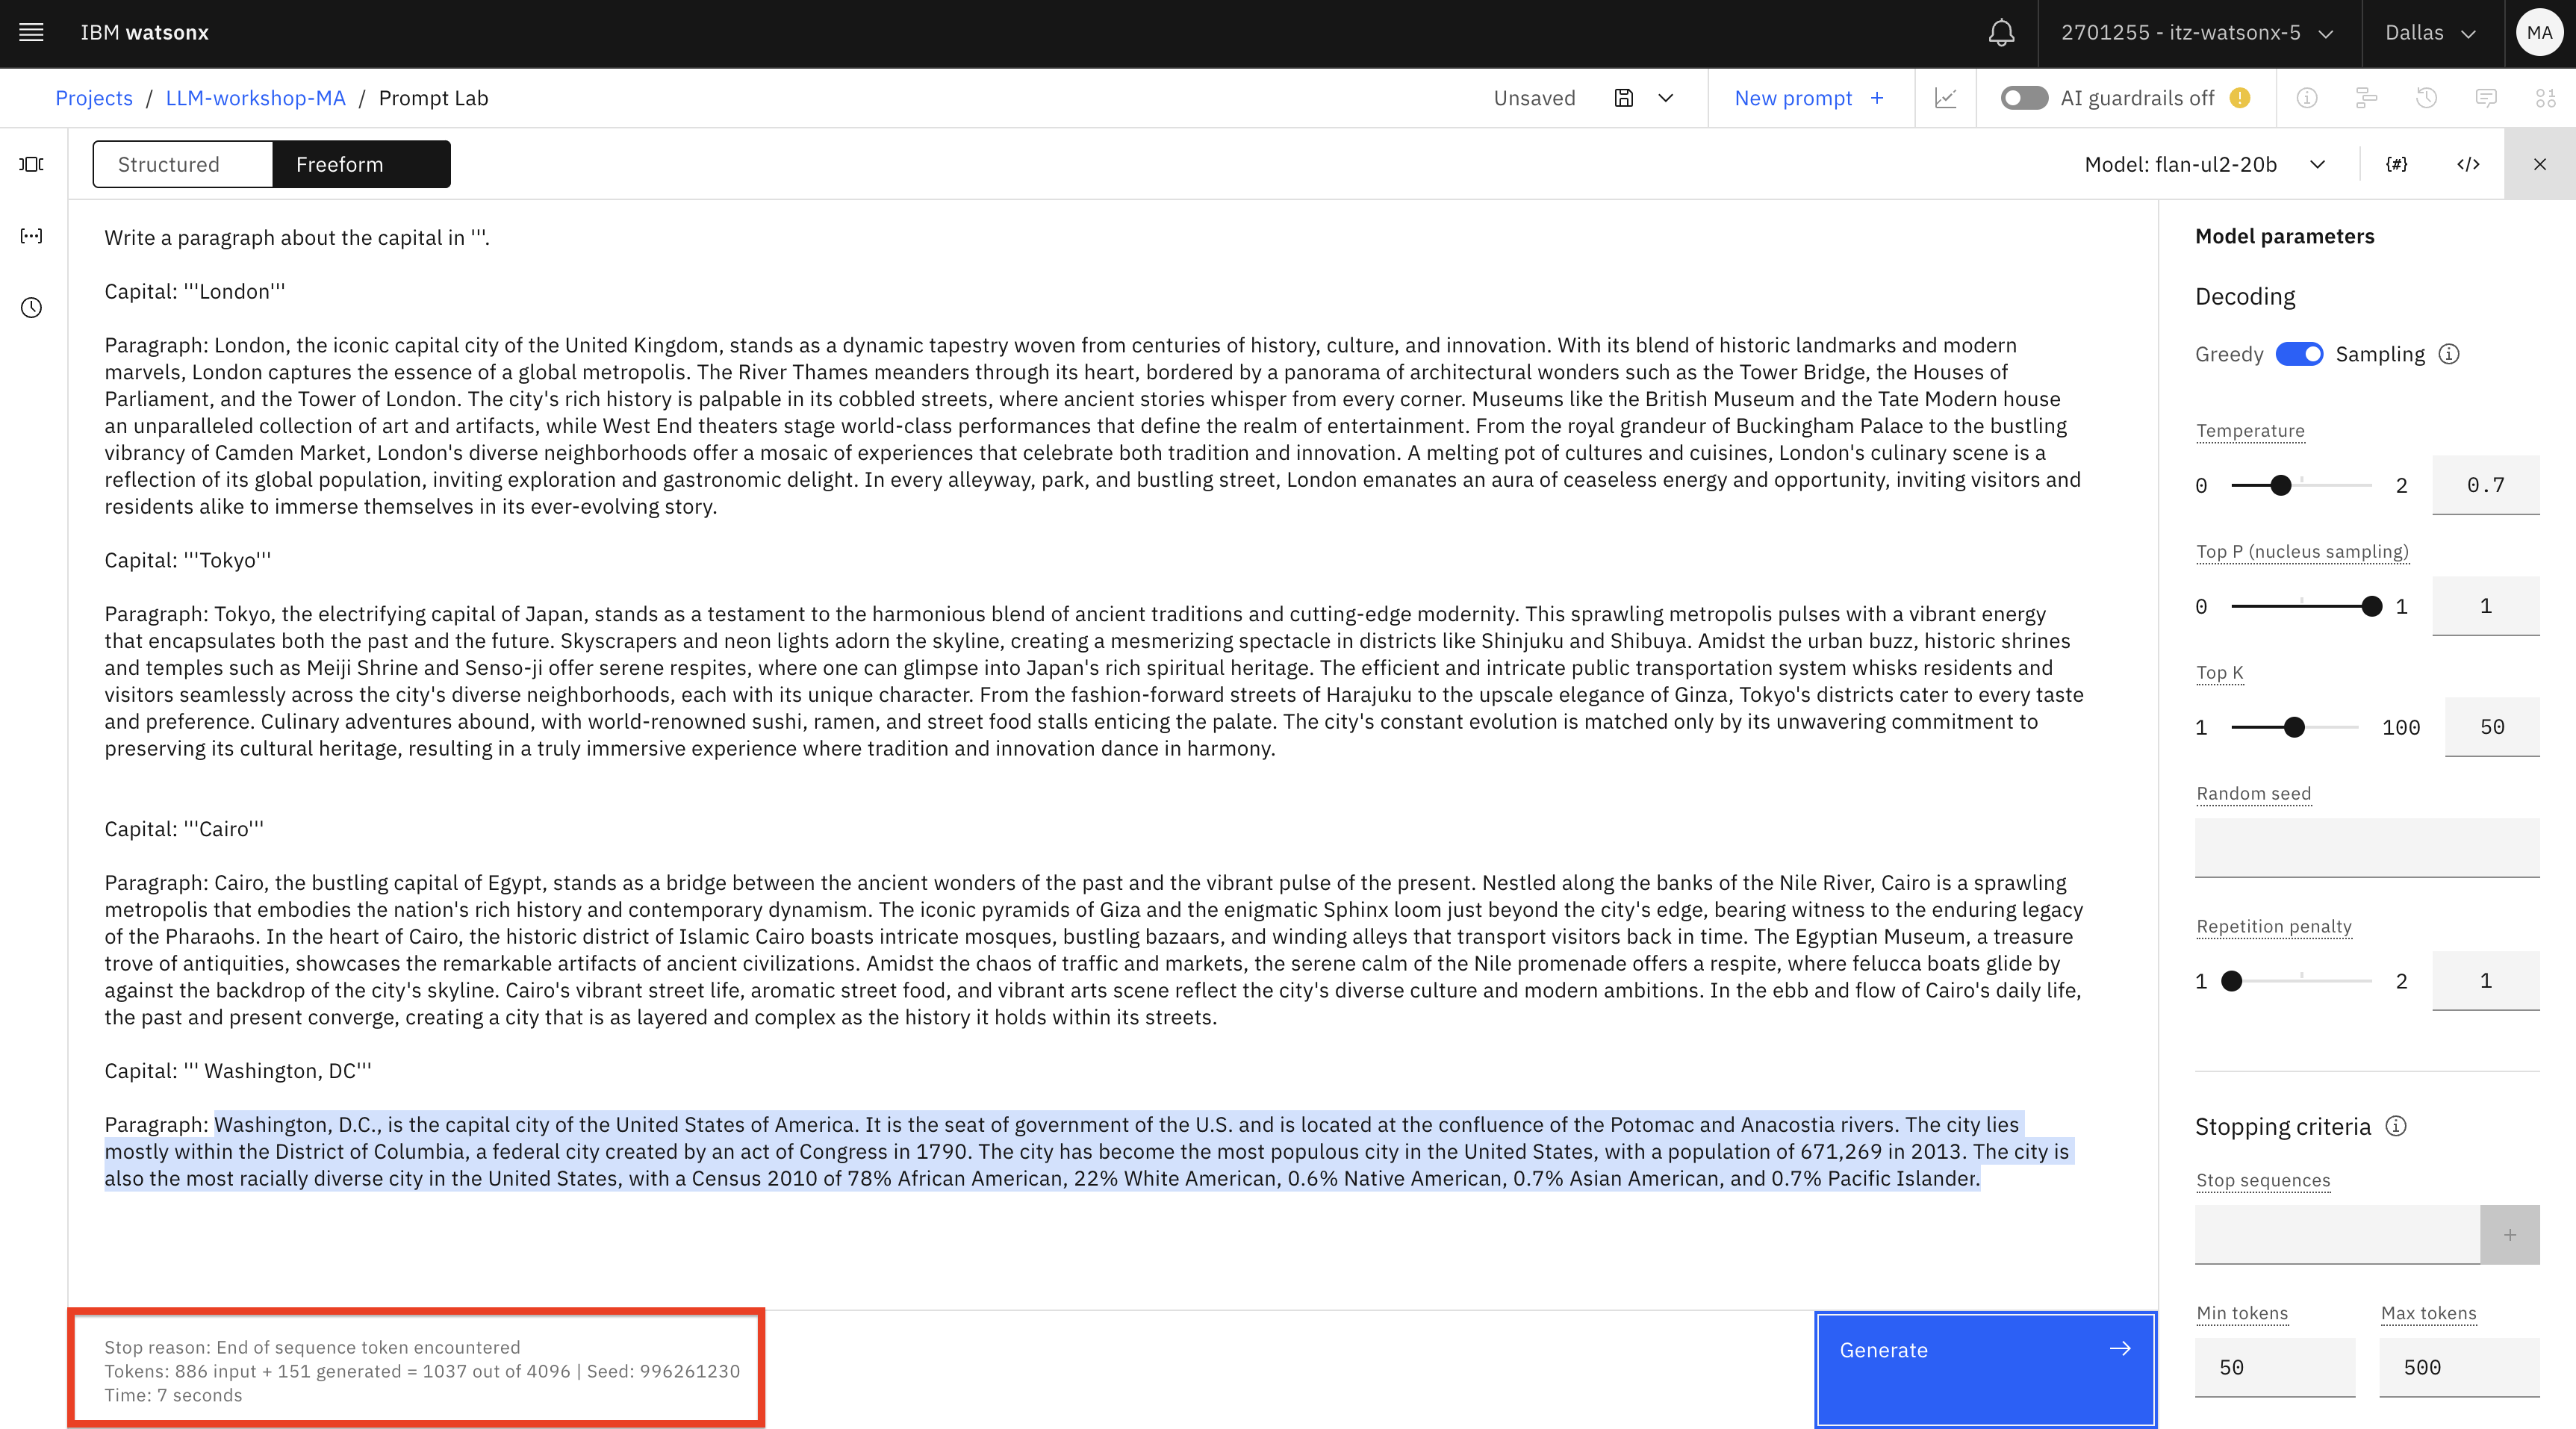 IBM watsonx
2701255 - itz-watsonx-5
Dallas
MA
Projects / LLM-workshop-MA / Prompt Lab
Unsaved
New prompt +
AI guardrails off
Structured
Freeform
Model: flan-ul2-20b
{#}
</>
Write a paragraph about the capital in '''.
Capital: '''London'''
Paragraph: London, the iconic capital city of the United Kingdom, stands as a dynamic tapestry woven from centuries of history, culture, and innovation. With its blend of historic landmarks and modern
marvels, London captures the essence of a global metropolis. The River Thames meanders through its heart, bordered by a panorama of architectural wonders such as the Tower Bridge, the Houses of
Parliament, and the Tower of London. The city's rich history is palpable in its cobbled streets, where ancient stories whisper from every corner. Museums like the British Museum and the Tate Modern house
an unparalleled collection of art and artifacts, while West End theaters stage world-class performances that define the realm of entertainment. From the royal grandeur of Buckingham Palace to the bustling
vibrancy of Camden Market, London's diverse neighborhoods offer a mosaic of experiences that celebrate both tradition and innovation. A melting pot of cultures and cuisines, London's culinary scene is a
reflection of its global population, inviting exploration and gastronomic delight. In every alleyway, park, and bustling street, London emanates an aura of ceaseless energy and opportunity, inviting visitors and
residents alike to immerse themselves in its ever-evolving story.
Capital: '''Tokyo'''
Paragraph: Tokyo, the electrifying capital of Japan, stands as a testament to the harmonious blend of ancient traditions and cutting-edge modernity. This sprawling metropolis pulses with a vibrant energy
that encapsulates both the past and the future. Skyscrapers and neon lights adorn the skyline, creating a mesmerizing spectacle in districts like Shinjuku and Shibuya. Amidst the urban buzz, historic shrines
and temples such as Meiji Shrine and Senso-ji offer serene respites, where one can glimpse into Japan's rich spiritual heritage. The efficient and intricate public transportation system whisks residents and
visitors seamlessly across the city's diverse neighborhoods, each with its unique character. From the fashion-forward streets of Harajuku to the upscale elegance of Ginza, Tokyo's districts cater to every taste
and preference. Culinary adventures abound, with world-renowned sushi, ramen, and street food stalls enticing the palate. The city's constant evolution is matched only by its unwavering commitment to
preserving its cultural heritage, resulting in a truly immersive experience where tradition and innovation dance in harmony.
Capital: '''Cairo'''
Paragraph: Cairo, the bustling capital of Egypt, stands as a bridge between the ancient wonders of the past and the vibrant pulse of the present. Nestled along the banks of the Nile River, Cairo is a sprawling
metropolis that embodies the nation's rich history and contemporary dynamism. The iconic pyramids of Giza and the enigmatic Sphinx loom just beyond the city's edge, bearing witness to the enduring legacy
of the Pharaohs. In the heart of Cairo, the historic district of Islamic Cairo boasts intricate mosques, bustling bazaars, and winding alleys that transport visitors back in time. The Egyptian Museum, a treasure
trove of antiquities, showcases the remarkable artifacts of ancient civilizations. Amidst the chaos of traffic and markets, the serene calm of the Nile promenade offers a respite, where felucca boats glide by
against the backdrop of the city's skyline. Cairo's vibrant street life, aromatic street food, and vibrant arts scene reflect the city's diverse culture and modern ambitions. In the ebb and flow of Cairo's daily life,
the past and present converge, creating a city that is as layered and complex as the history it holds within its streets.
Capital: ''' Washington, DC'''
Paragraph: Washington, D.C., is the capital city of the United States of America. It is the seat of government of the U.S. and is located at the confluence of the Potomac and Anacostia rivers. The city lies
mostly within the District of Columbia, a federal city created by an act of Congress in 1790. The city has become the most populous city in the United States, with a population of 671,269 in 2013. The city is
also the most racially diverse city in the United States, with a Census 2010 of 78% African American, 22% White American, 0.6% Native American, 0.7% Asian American, and 0.7% Pacific Islander.
Stop reason: End of sequence token encountered
Tokens: 886 input + 151 generated = 1037 out of 4096 | Seed: 996261230
Time: 7 seconds
Generate
Model parameters
Decoding
Greedy Sampling
Temperature
0 2 0.7
Top P (nucleus sampling)
0 1 1
Top K
1 100 50
Random seed
Repetition penalty
1 2 1
Stopping criteria
Stop sequences
+
Min tokens Max tokens
50 500